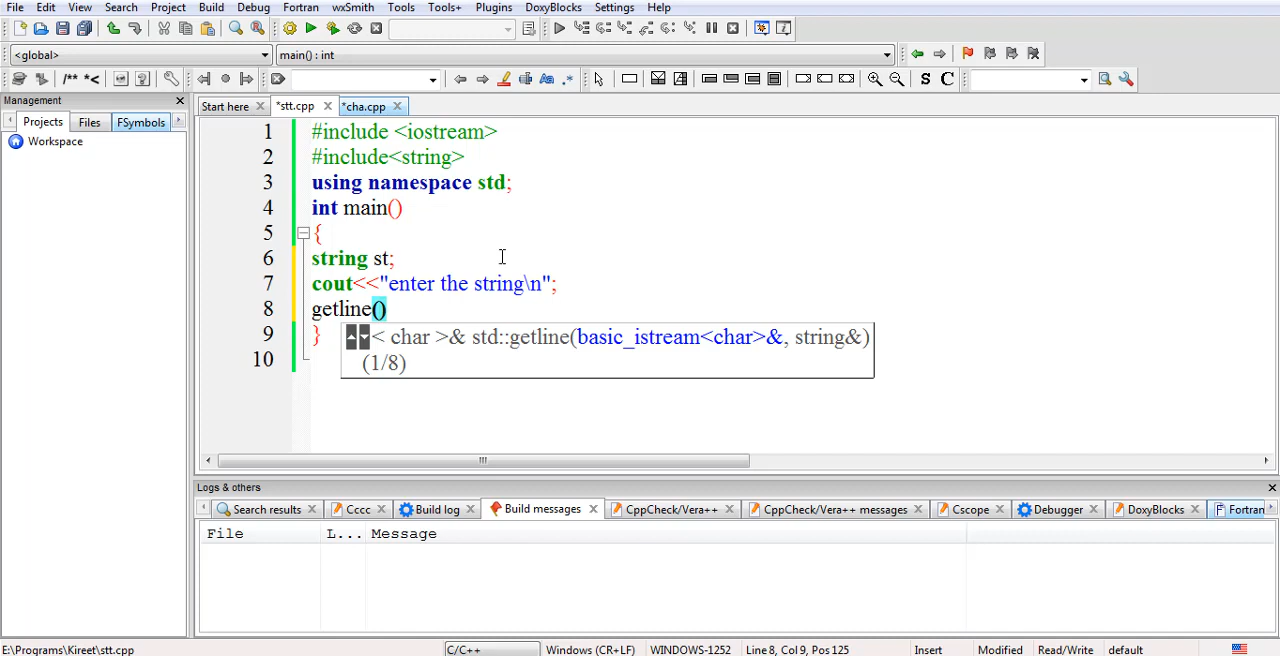 File Edit View Search Project Build Debug Fortran wxSmith Tools Tools+ Plugins DoxyBlocks Settings Help
<global> main() : int
/** *< Aa .* S C
Management
Projects Files FSymbols
Workspace
Start here *stt.cpp *cha.cpp
1 #include <iostream>
2 #include<string>
3 using namespace std;
4 int main()
5 {
6 string st;
7 cout<<"enter the string\n";
8 getline()
9 }
< char >& std::getline(basic_istream<char>&, string&)
(1/8)
10
Logs & others
Search results Cccc Build log Build messages CppCheck/Vera++ CppCheck/Vera++ messages Cscope Debugger DoxyBlocks Fortran
File L... Message
E:\Programs\Kireet\stt.cpp C/C++ Windows (CR+LF) WINDOWS-1252 Line 8, Col 9, Pos 125 Insert Modified Read/Write default